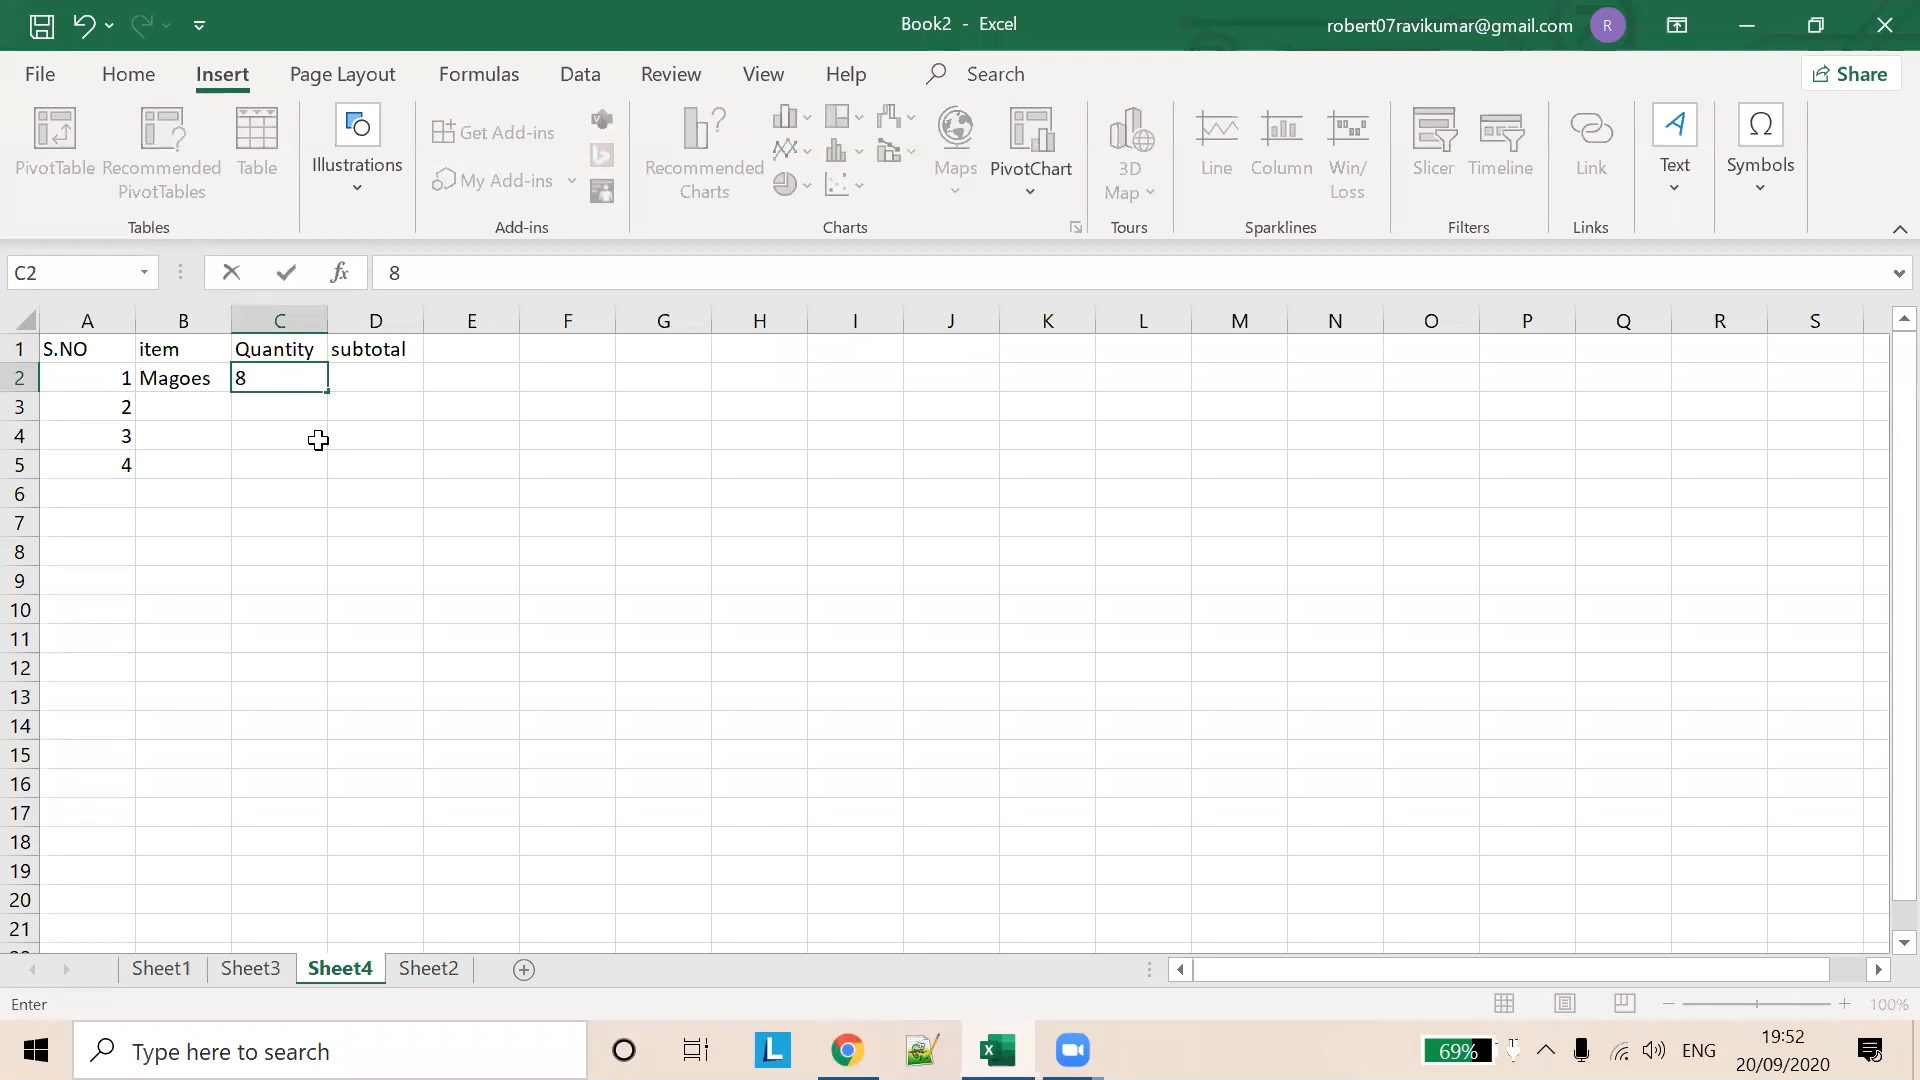 Book2 - Excel
robert07ravikumar@gmail.com
R
File Home Insert Page Layout Formulas Data Review View Help Search Share
PivotTable
Recommended PivotTables
Table
Illustrations
Get Add-ins
My Add-ins
Recommended Charts
Maps
PivotChart
3D Map
Line
Column
Win/Loss
Slicer
Timeline
Link
Text
Symbols
Tables Add-ins Charts Tours Sparklines Filters Links
C2 fx 8
A B C D E F G H I J K L M N O P Q R S
1 S.NO item Quantity subtotal
2 1 Magoes 8
3 2
4 3
5 4
6
7
8
9
10
11
12
13
14
15
16
17
18
19
20
21
Sheet1 Sheet3 Sheet4 Sheet2
Enter 100%
Type here to search
L
69%
ENG
19:52
20/09/2020